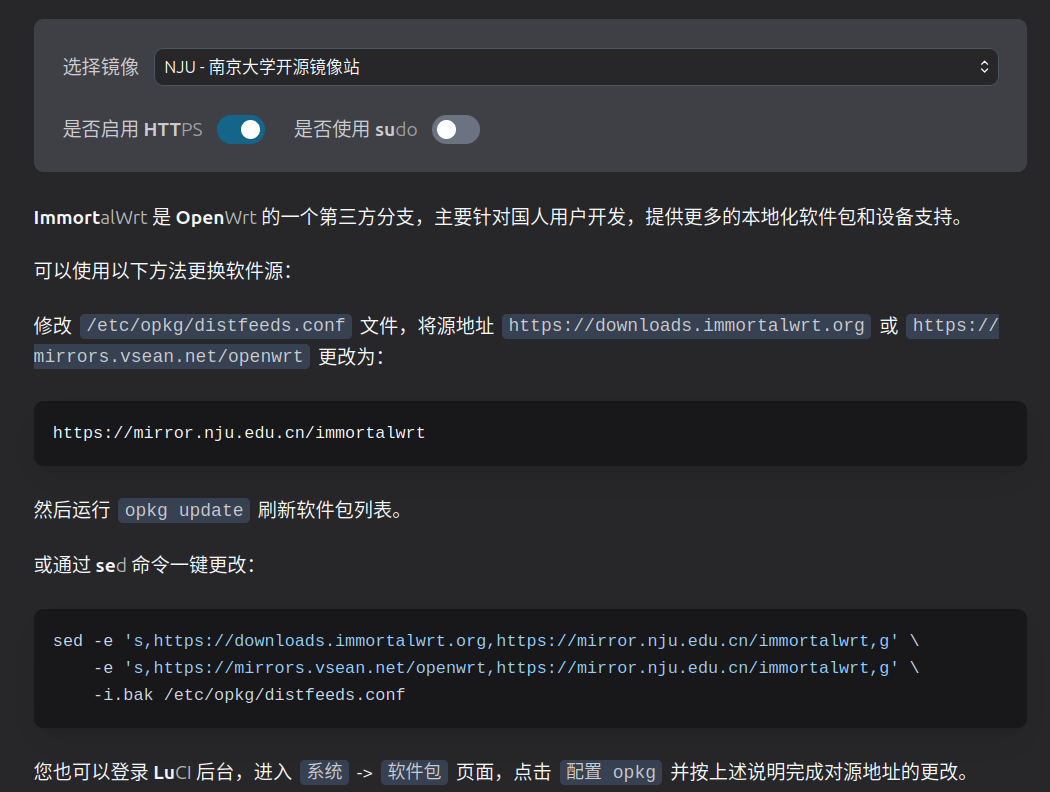 选择镜像 NJU - 南京大学开源镜像站
是否启用 HTTPS 是否使用 sudo
ImmortalWrt 是 OpenWrt 的一个第三方分支，主要针对国人用户开发，提供更多的本地化软件包和设备支持。
可以使用以下方法更换软件源：
修改 /etc/opkg/distfeeds.conf 文件，将源地址 https://downloads.immortalwrt.org 或 https://
mirrors.vsean.net/openwrt 更改为：
https://mirror.nju.edu.cn/immortalwrt
然后运行 opkg update 刷新软件包列表。
或通过 sed 命令一键更改：
sed -e 's,https://downloads.immortalwrt.org,https://mirror.nju.edu.cn/immortalwrt,g' \
    -e 's,https://mirrors.vsean.net/openwrt,https://mirror.nju.edu.cn/immortalwrt,g' \
    -i.bak /etc/opkg/distfeeds.conf
您也可以登录 LuCI 后台，进入 系统 -> 软件包 页面，点击 配置 opkg 并按上述说明完成对源地址的更改。